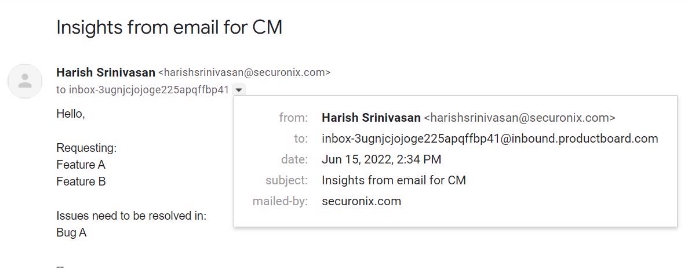 Insights from email for CM
Harish Srinivasan <harishsrinivasan@securonix.com>
to inbox-3ugnjcjojoge225apqffbp41
Hello,
Requesting:
Feature A
Feature B
Issues need to be resolved in:
Bug A
--
from: Harish Srinivasan <harishsrinivasan@securonix.com>
to: inbox-3ugnjcjojoge225apqffbp41@inbound.productboard.com
date: Jun 15, 2022, 2:34 PM
subject: Insights from email for CM
mailed-by: securonix.com